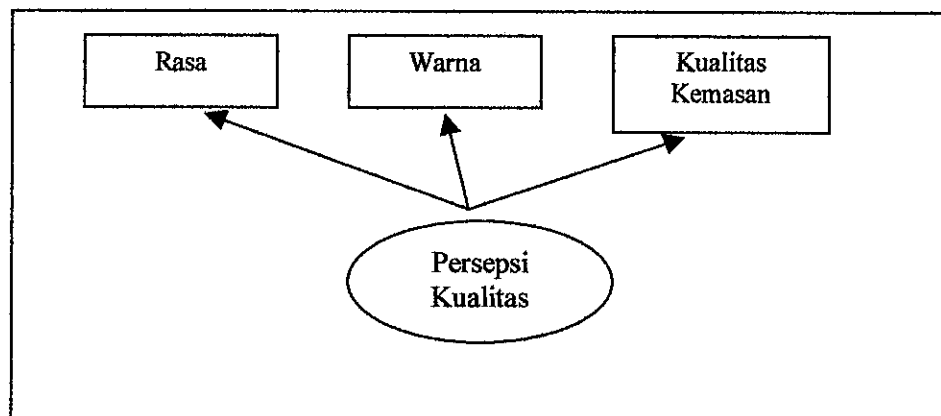 Rasa
Warna
Kualitas
Kemasan
Persepsi
Kualitas